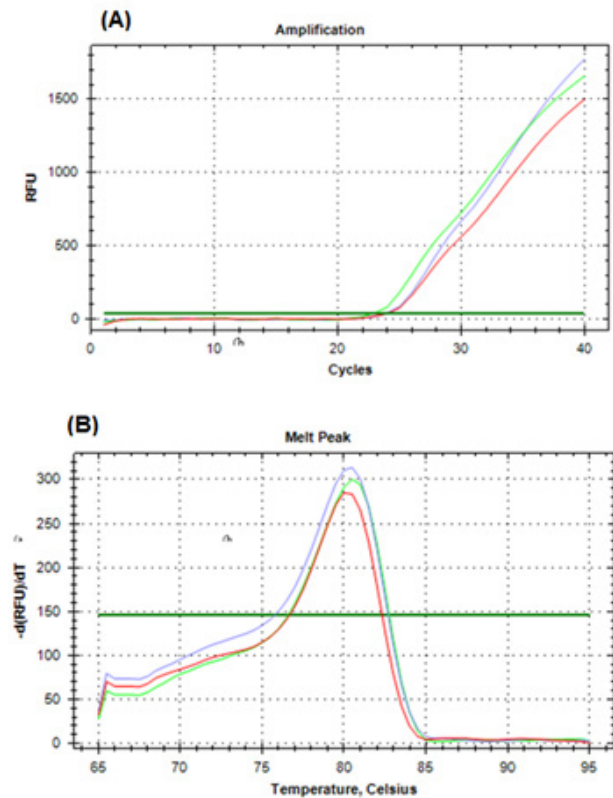 (A)
Amplification
RFU
1500
1000
500
0
0 10 20 30 40
Cycles
(B)
Melt Peak
-d(RFU)/dT
300
250
200
150
100
50
0
65 70 75 80 85 90 95
Temperature, Celsius